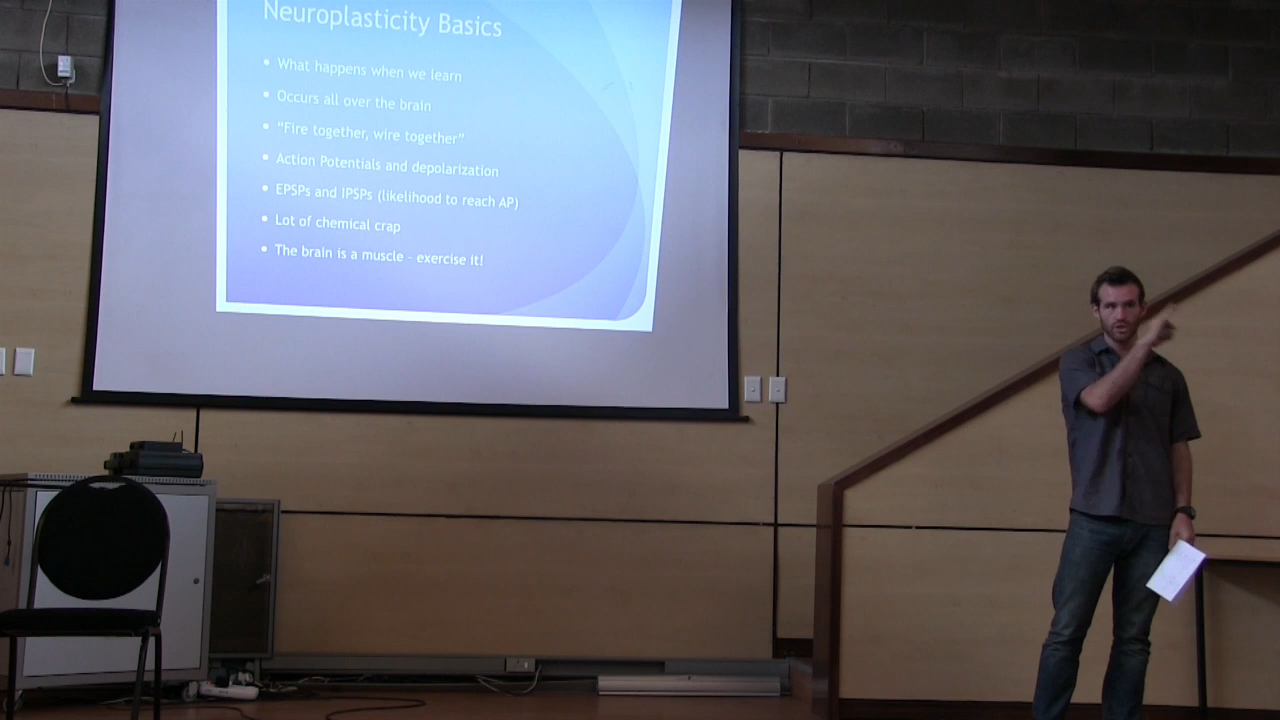 Neuroplasticity Basics
• What happens when we learn
• Occurs all over the brain
• “Fire together, wire together”
• Action Potentials and depolarization
• EPSPs and IPSPs (likelihood to reach AP)
• Lot of chemical crap
• The brain is a muscle – exercise it!